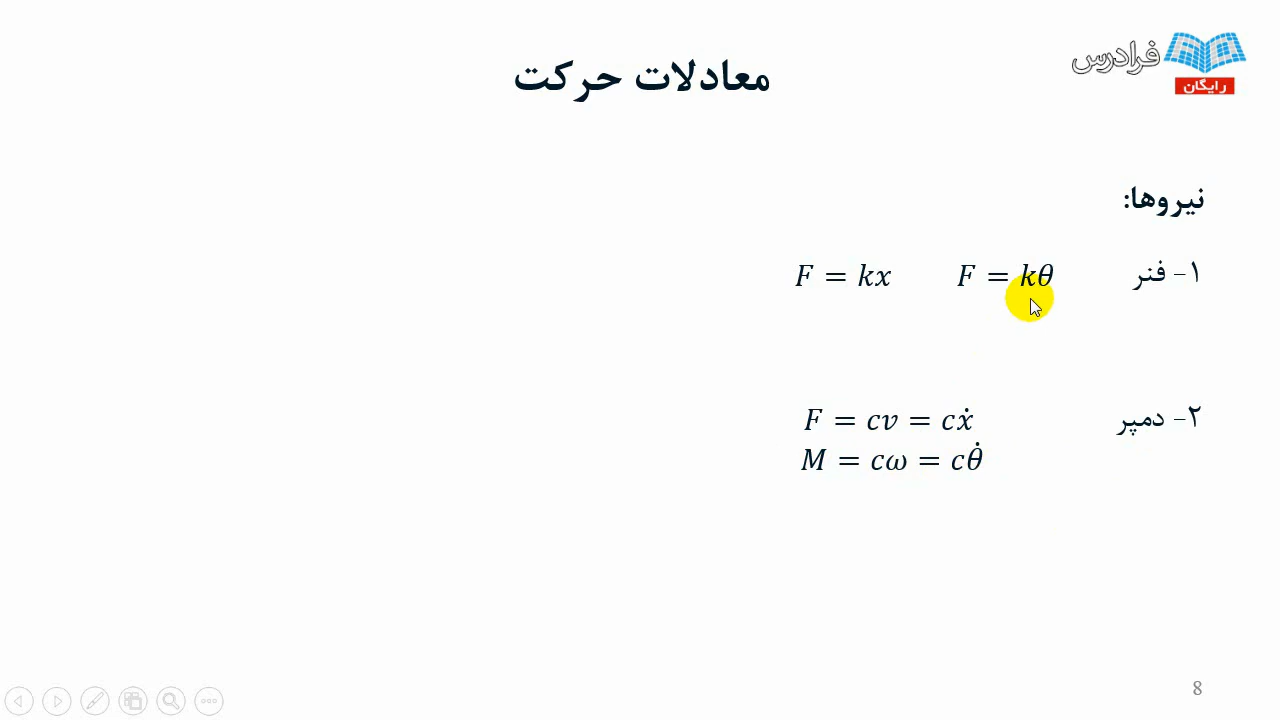 فرادرس
رایگان
معادلات حرکت
نیروها:
۱- فنر F = kθ F = kx
۲- دمپر F = cv = cẋ
M = cω = cθ̇
8